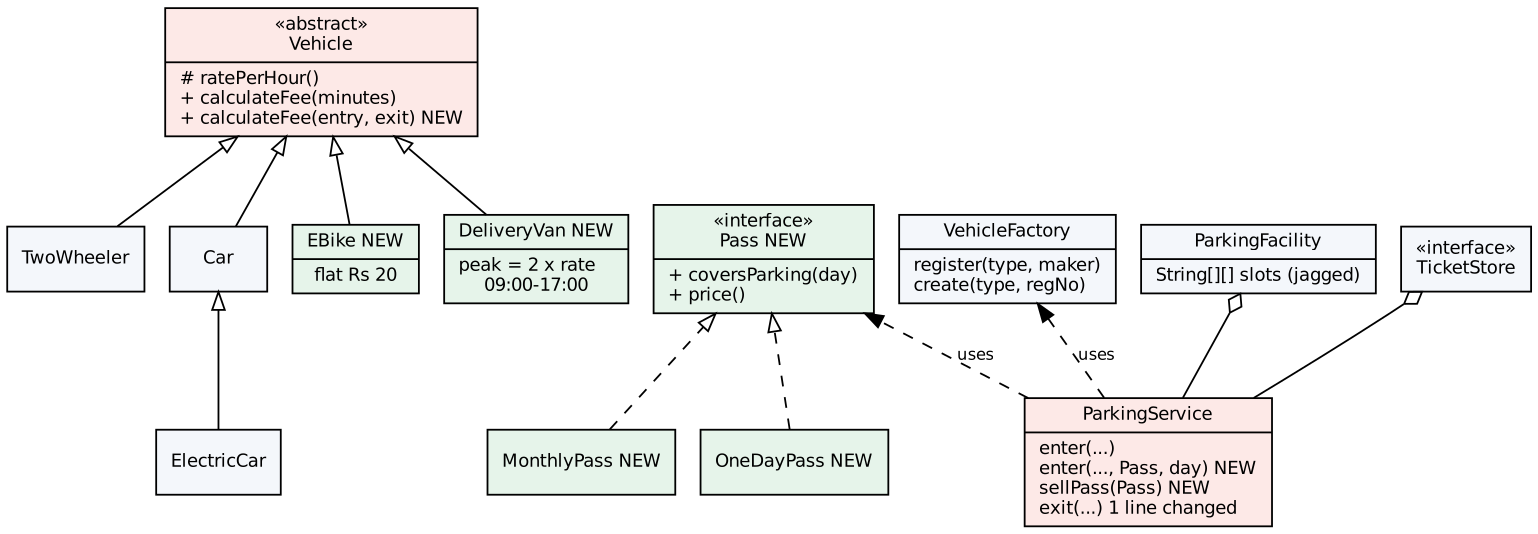 «abstract»
Vehicle
# ratePerHour()
+ calculateFee(minutes)
+ calculateFee(entry, exit) NEW
TwoWheeler
Car
EBike NEW
flat Rs 20
DeliveryVan NEW
peak = 2 x rate
09:00-17:00
«interface»
Pass NEW
+ coversParking(day)
+ price()
VehicleFactory
register(type, maker)
create(type, regNo)
ParkingFacility
String[][] slots (jagged)
«interface»
TicketStore
uses
uses
ElectricCar
MonthlyPass NEW
OneDayPass NEW
ParkingService
enter(...)
enter(..., Pass, day) NEW
sellPass(Pass) NEW
exit(...) 1 line changed